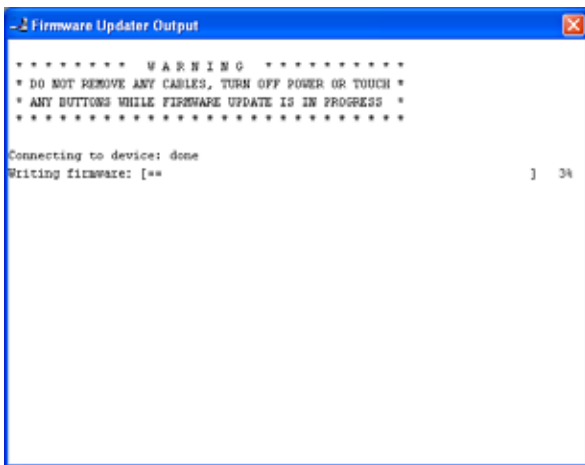 Firmware Updater Output
* * * * * * * *   W A R N I N G   * * * * * * * * * *
* DO NOT REMOVE ANY CABLES, TURN OFF POWER OR TOUCH *
* ANY BUTTONS WHILE FIRMWARE UPDATE IS IN PROGRESS  *
* * * * * * * * * * * * * * * * * * * * * * * * * * *
Connecting to device: done
Writing firmware: [==                                                  ]   3%